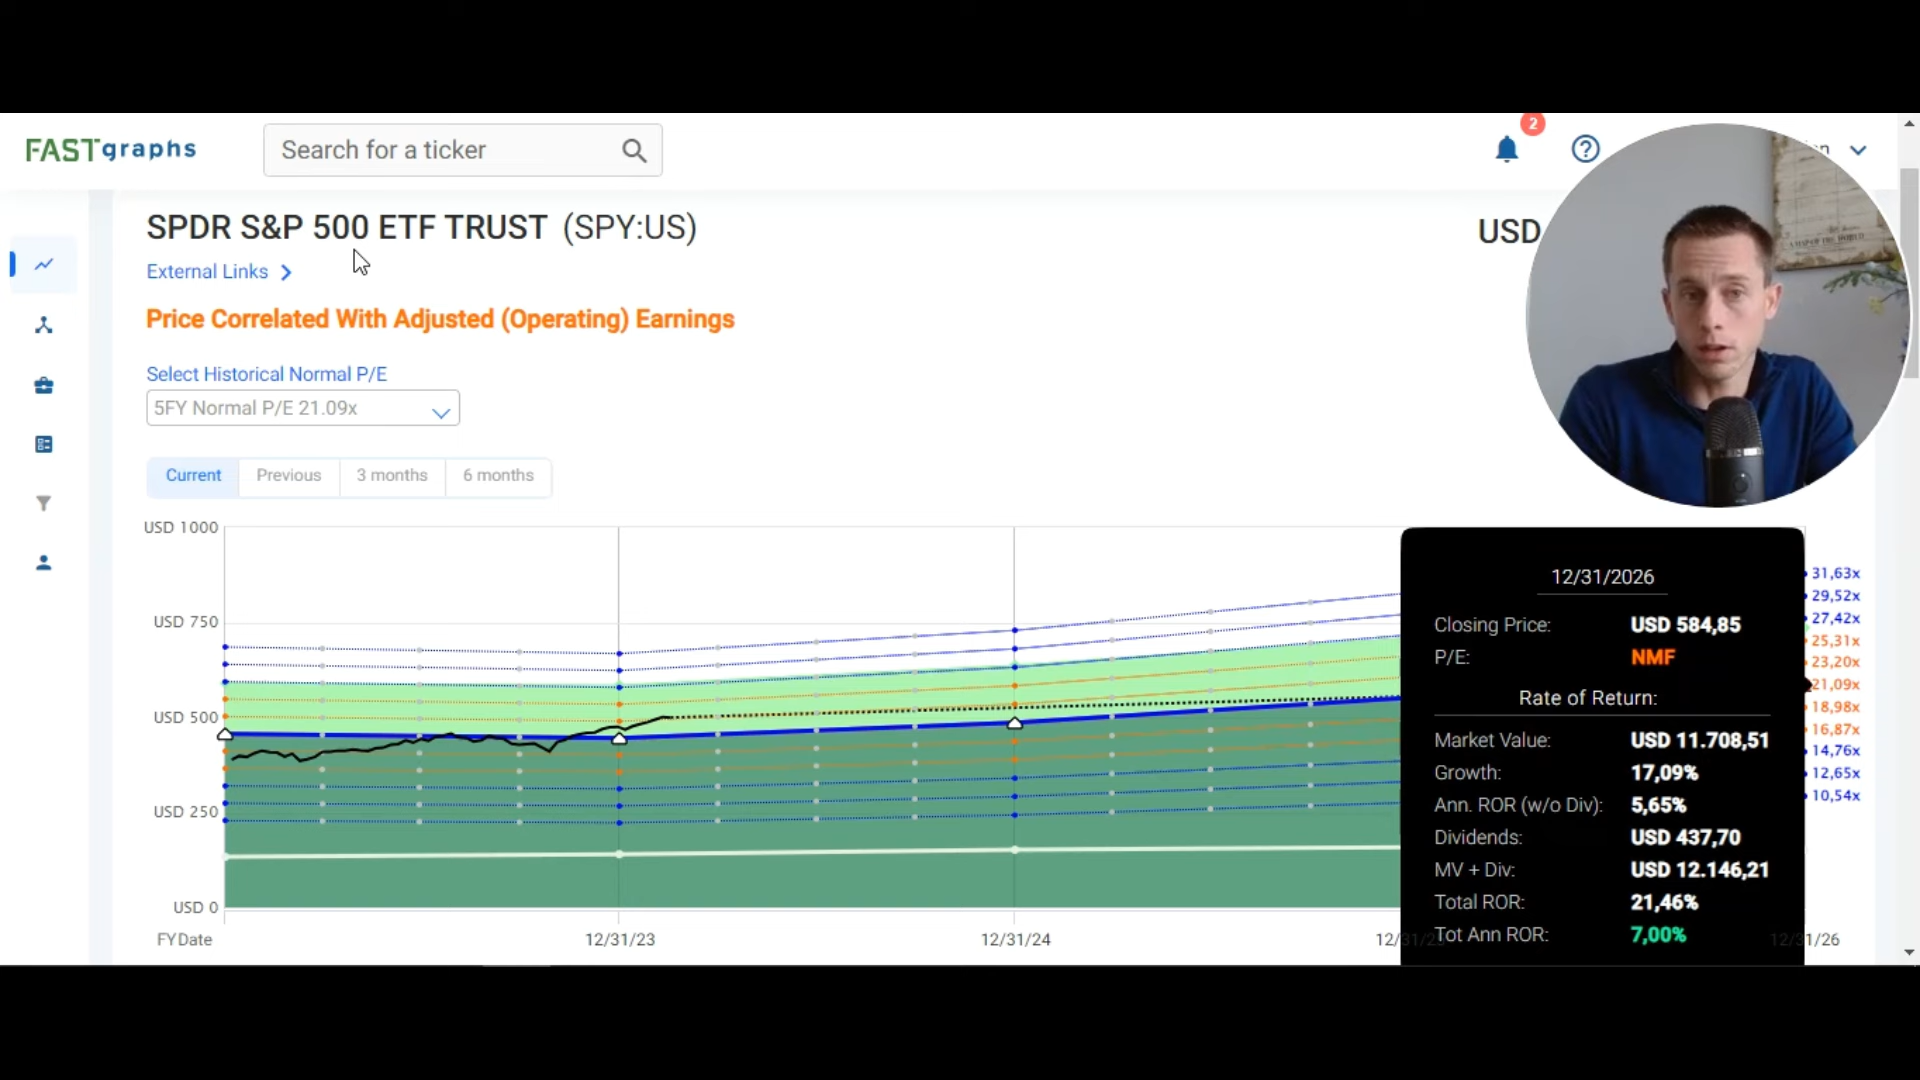 FASTgraphs
Search for a ticker
2
SPDR S&P 500 ETF TRUST (SPY:US)
USD
External Links
Price Correlated With Adjusted (Operating) Earnings
Select Historical Normal P/E
5FY Normal P/E 21.09x
Current Previous 3 months 6 months
USD 1000
USD 750
USD 500
USD 250
USD 0
FYDate 12/31/23 12/31/24 12/31/25 12/31/26
12/31/2026
Closing Price: USD 584,85
P/E: NMF
Rate of Return:
Market Value: USD 11.708,51
Growth: 17,09%
Ann. ROR (w/o Div): 5,65%
Dividends: USD 437,70
MV + Div: USD 12.146,21
Total ROR: 21,46%
Tot Ann ROR: 7,00%
31,63x
29,52x
27,42x
25,31x
23,20x
21,09x
18,98x
16,87x
14,76x
12,65x
10,54x